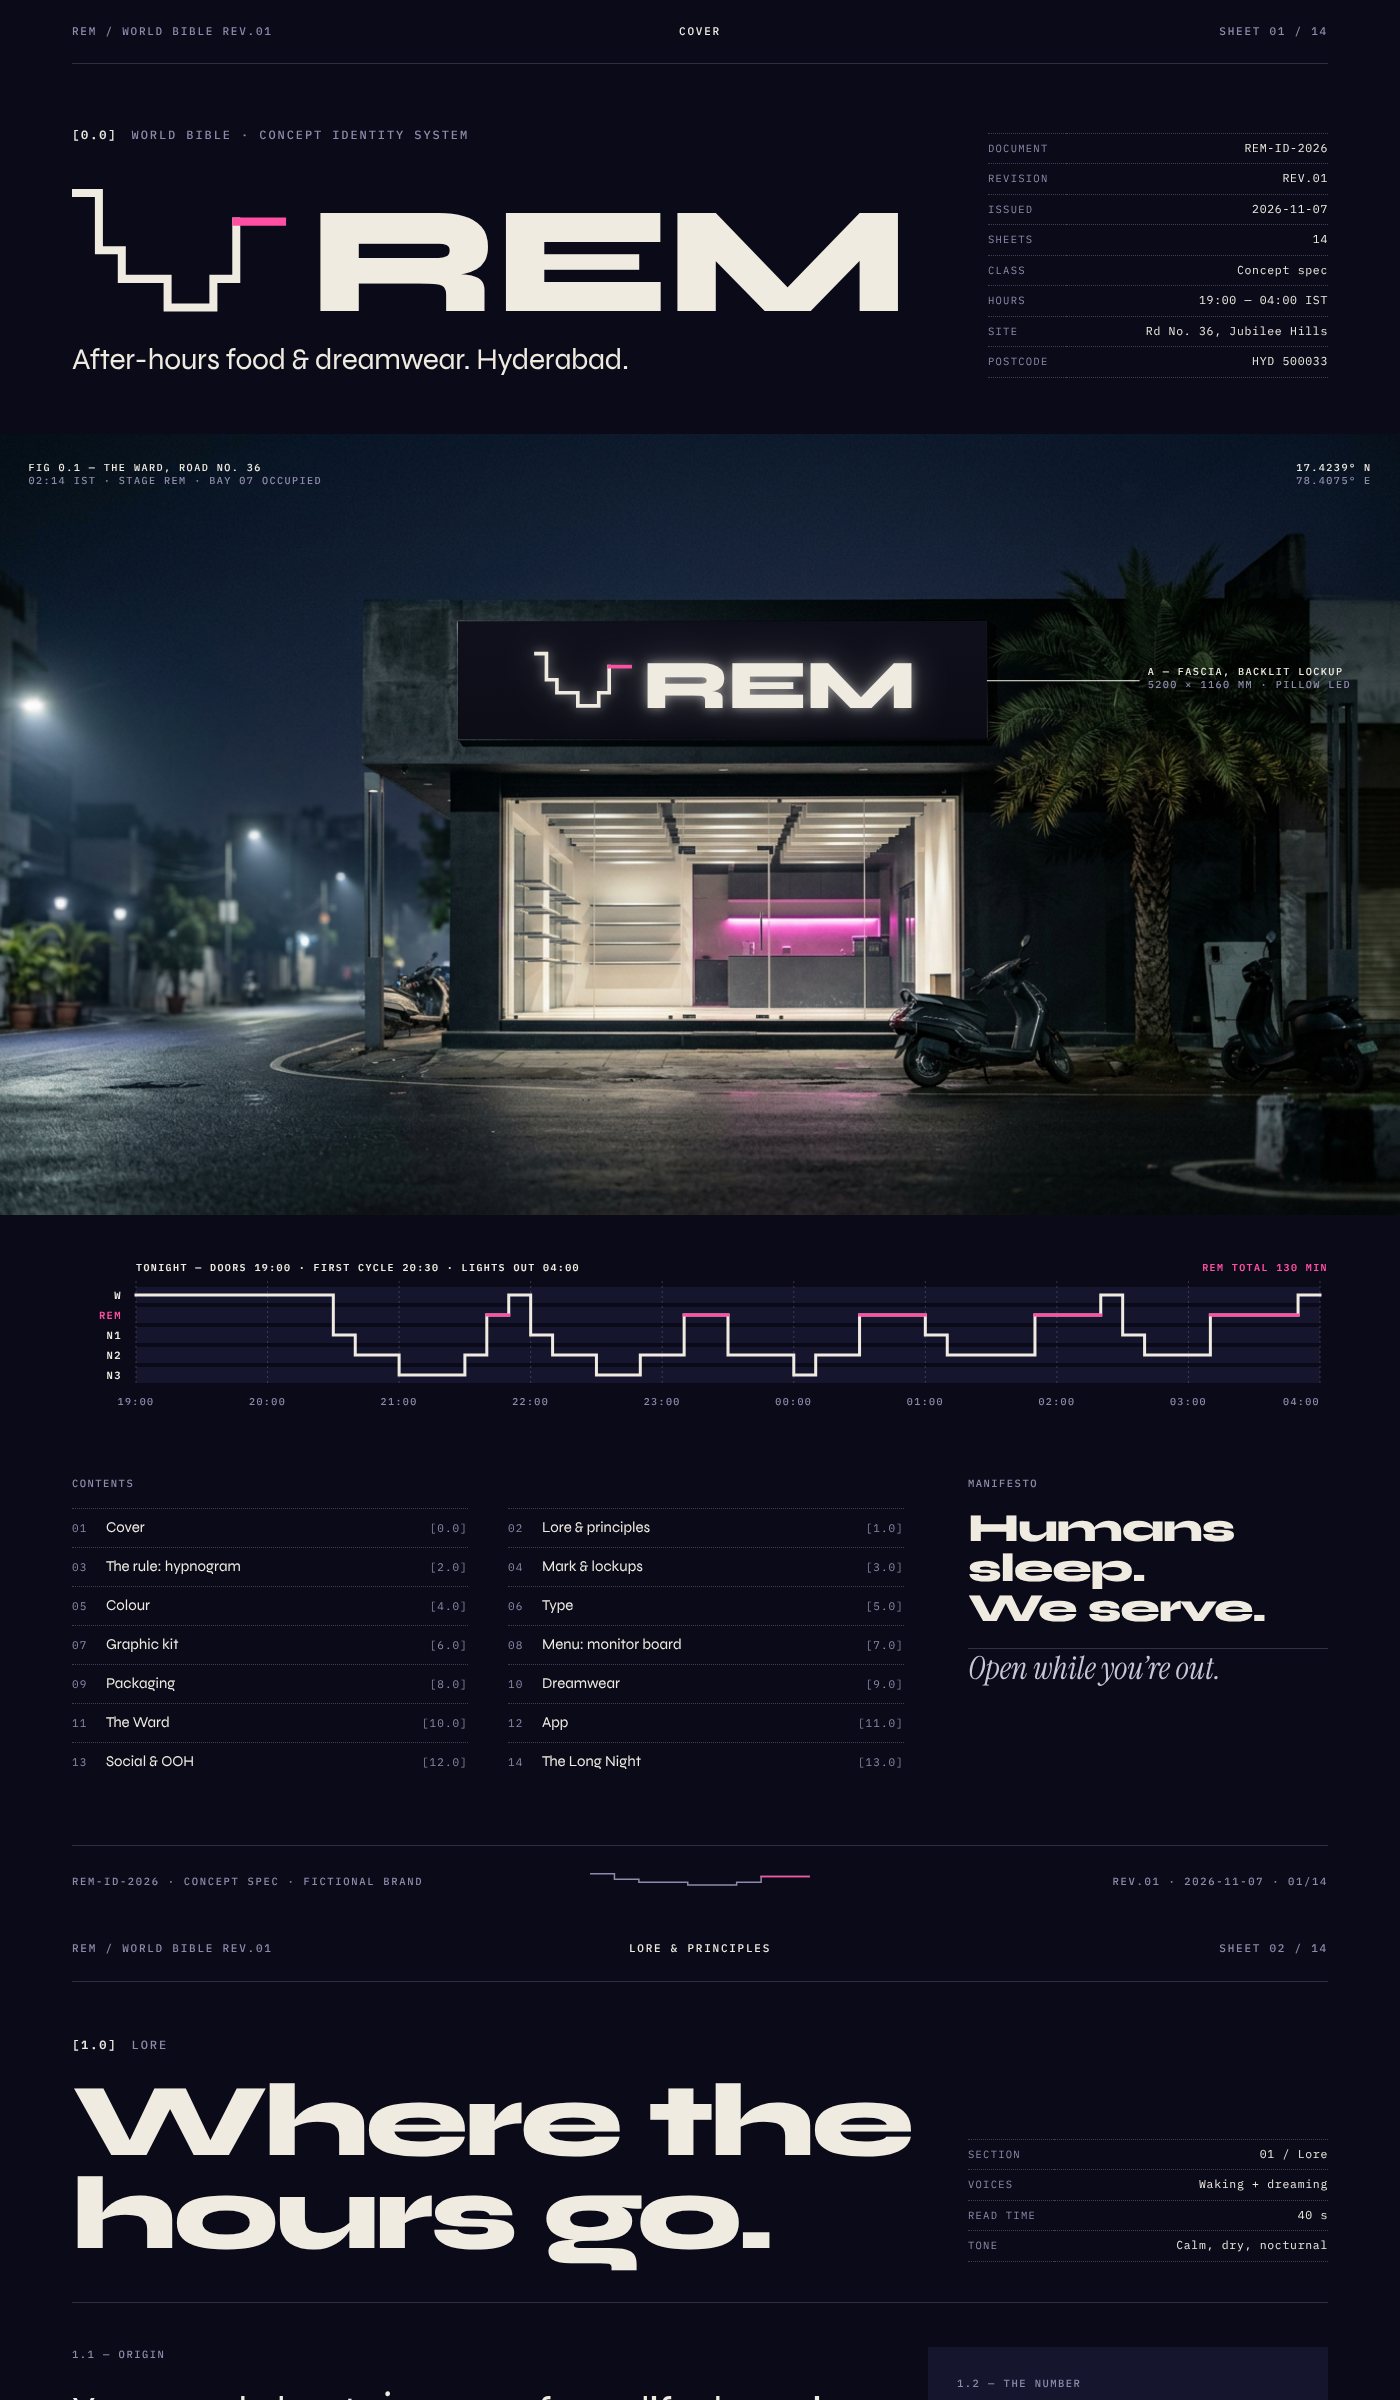 REM / WORLD BIBLE REV.01
COVER
SHEET 01 / 14
[0.0] WORLD BIBLE · CONCEPT IDENTITY SYSTEM
REM
After-hours food & dreamwear. Hyderabad.
DOCUMENT REM-ID-2026
REVISION REV.01
ISSUED 2026-11-07
SHEETS 14
CLASS Concept spec
HOURS 19:00 — 04:00 IST
SITE Rd No. 36, Jubilee Hills
POSTCODE HYD 500033
FIG 0.1 — THE WARD, ROAD NO. 36
02:14 IST · STAGE REM · BAY 07 OCCUPIED
17.4239° N
78.4075° E
REM
A — FASCIA, BACKLIT LOCKUP
5200 × 1160 MM · PILLOW LED
TONIGHT — DOORS 19:00 · FIRST CYCLE 20:30 · LIGHTS OUT 04:00
REM TOTAL 130 MIN
W
REM
N1
N2
N3
19:00 20:00 21:00 22:00 23:00 00:00 01:00 02:00 03:00 04:00
CONTENTS
01 Cover [0.0]
02 Lore & principles [1.0]
03 The rule: hypnogram [2.0]
04 Mark & lockups [3.0]
05 Colour [4.0]
06 Type [5.0]
07 Graphic kit [6.0]
08 Menu: monitor board [7.0]
09 Packaging [8.0]
10 Dreamwear [9.0]
11 The Ward [10.0]
12 App [11.0]
13 Social & OOH [12.0]
14 The Long Night [13.0]
MANIFESTO
Humans
sleep.
We serve.
Open while you’re out.
REM-ID-2026 · CONCEPT SPEC · FICTIONAL BRAND
REV.01 · 2026-11-07 · 01/14
REM / WORLD BIBLE REV.01
LORE & PRINCIPLES
SHEET 02 / 14
[1.0] LORE
Where the
hours go.
SECTION 01 / Lore
VOICES Waking + dreaming
READ TIME 40 s
TONE Calm, dry, nocturnal
1.1 — ORIGIN
1.2 — THE NUMBER